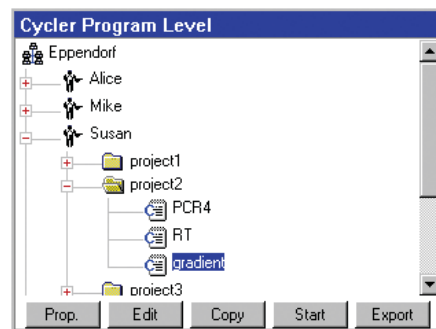 Cycler Program Level
Eppendorf
Alice
Mike
Susan
project1
project2
PCR4
RT
gradient
project3
Prop. Edit Copy Start Export